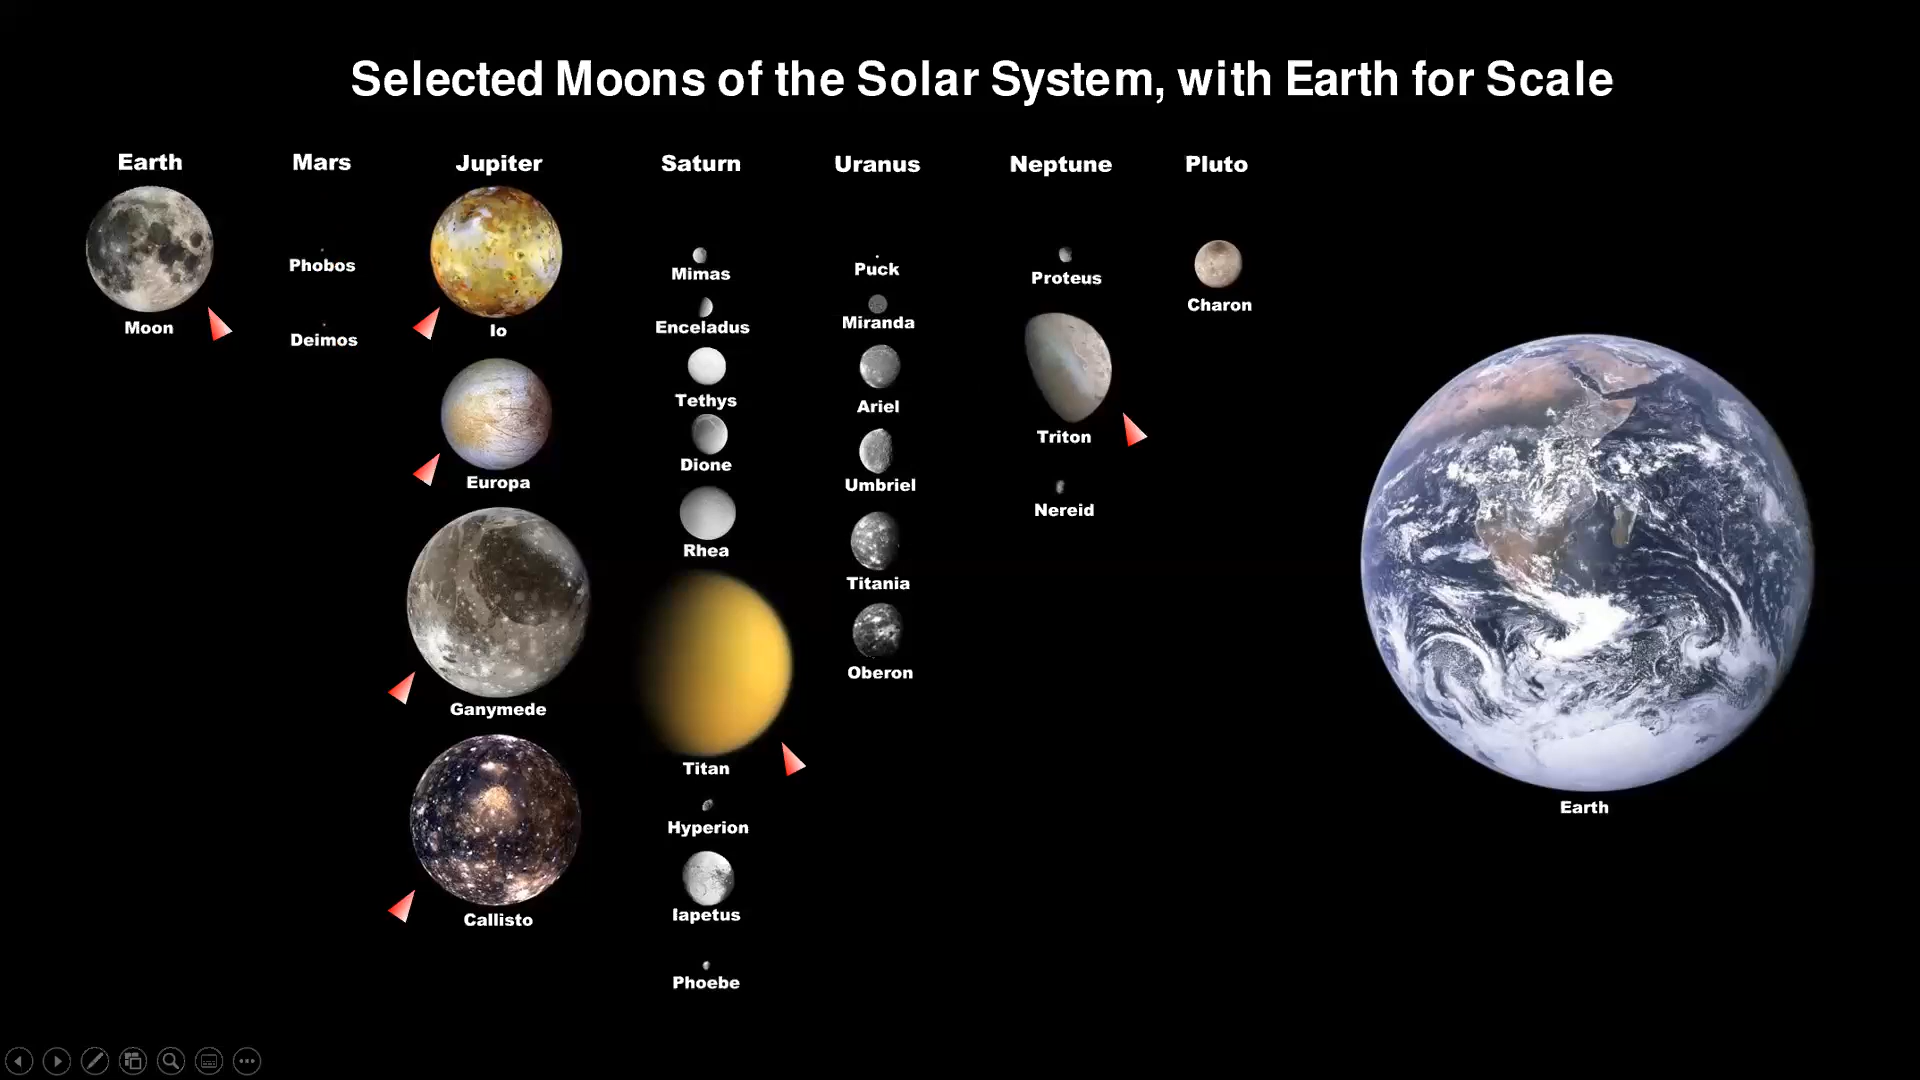 Selected Moons of the Solar System, with Earth for Scale
Earth
Moon
Mars
Phobos
Deimos
Jupiter
Io
Europa
Ganymede
Callisto
Saturn
Mimas
Enceladus
Tethys
Dione
Rhea
Titan
Hyperion
Iapetus
Phoebe
Uranus
Puck
Miranda
Ariel
Umbriel
Titania
Oberon
Neptune
Proteus
Triton
Nereid
Pluto
Charon
Earth